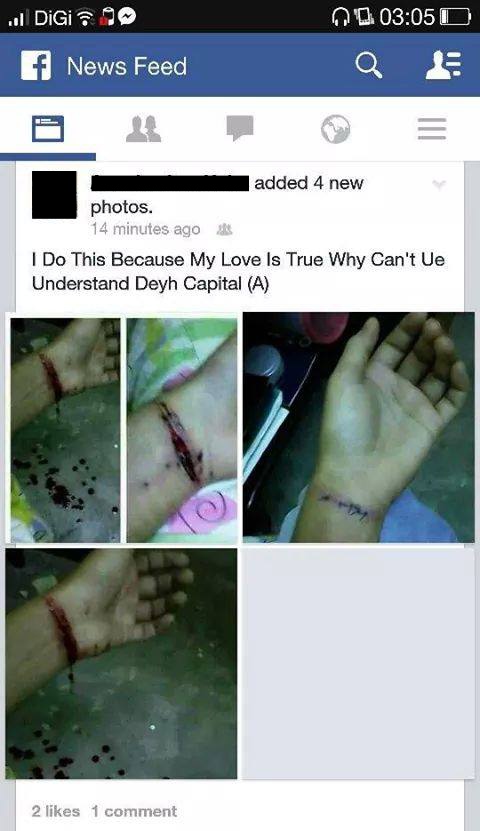 DiGi 03:05
News Feed
added 4 new
photos.
14 minutes ago
I Do This Because My Love Is True Why Can't Ue
Understand Deyh Capital (A)
2 likes 1 comment